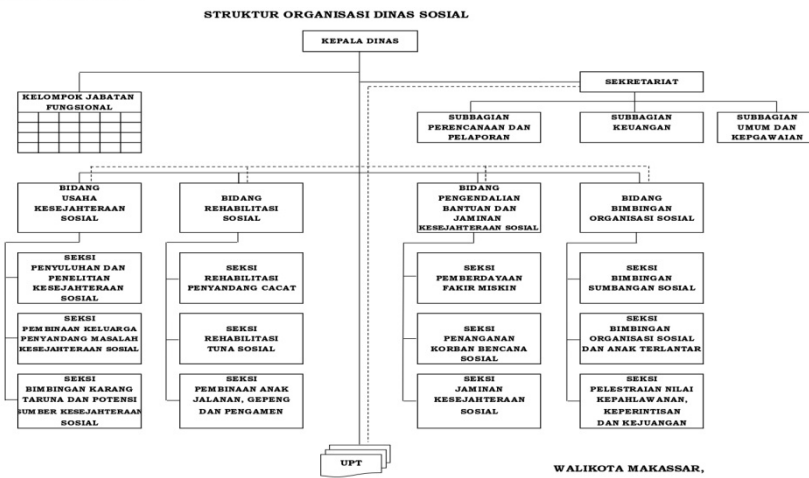 STRUKTUR ORGANISASI DINAS SOSIAL
KEPALA DINAS
KELOMPOK JABATAN
FUNGSIONAL
SEKRETARIAT
SUBBAGIAN
PERENCANAAN DAN
PELAPORAN
SUBBAGIAN
KEUANGAN
SUBBAGIAN
UMUM DAN
KEPGAWAIAN
BIDANG
USAHA
KESEJAHTERAAN
SOSIAL
BIDANG
REHABILITASI
SOSIAL
BIDANG
PENGENDALIAN
BANTUAN DAN
JAMINAN
KESEJAHTERAAN SOSIAL
BIDANG
BIMBINGAN
ORGANISASI SOSIAL
SEKSI
PENYULUHAN DAN
PENELITIAN
KESEJAHTERAAN
SOSIAL
SEKSI
REHABILITASI
PENYANDANG CACAT
SEKSI
PEMBERDAYAAN
FAKIR MISKIN
SEKSI
BIMBINGAN
SUMBANGAN SOSIAL
SEKSI
PEMBINAAN KELUARGA
PENYANDANG MASALAH
KESEJAHTERAAN SOSIAL
SEKSI
REHABILITASI
TUNA SOSIAL
SEKSI
PENANGANAN
KORBAN BENCANA
SOSIAL
SEKSI
BIMBINGAN
ORGANISASI SOSIAL
DAN ANAK TERLANTAR
SEKSI
BIMBINGAN KARANG
TARUNA DAN POTENSI
SUMBER KESEJAHTERAAN
SOSIAL
SEKSI
PEMBINAAN ANAK
JALANAN, GEPENG
DAN PENGAMEN
SEKSI
JAMINAN
KESEJAHTERAAN
SOSIAL
SEKSI
PELESTRAIAN NILAI
KEPAHLAWANAN,
KEPERINTISAN
DAN KEJUANGAN
UPT
WALIKOTA MAKASSAR,